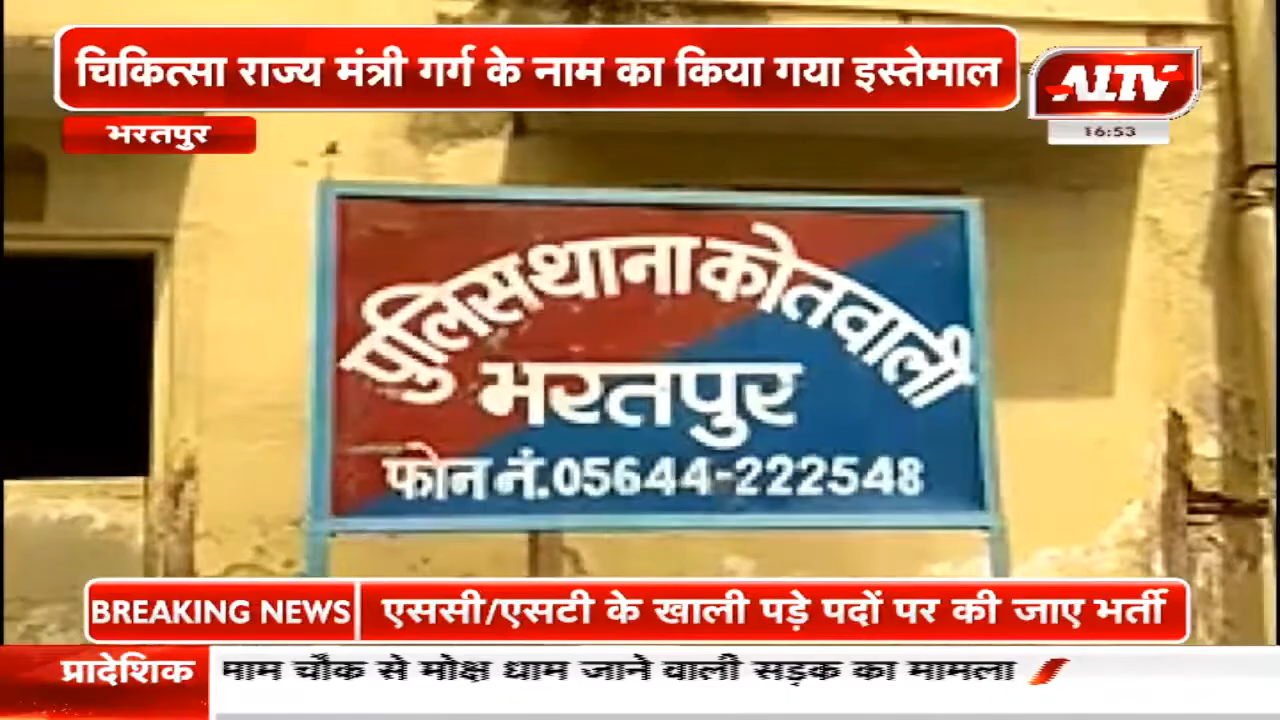 चिकित्सा राज्य मंत्री गर्ग के नाम का किया गया इस्तेमाल
ALTV
16:53
भरतपुर
पुलिस थाना कोतवाली
भरतपुर
फोन नं. 05644-222548
BREAKING NEWS
एससी/एसटी के खाली पड़े पदों पर की जाए भर्ती
प्रादेशिक
चौक से मोक्ष धाम जाने वाली सड़क का मामला